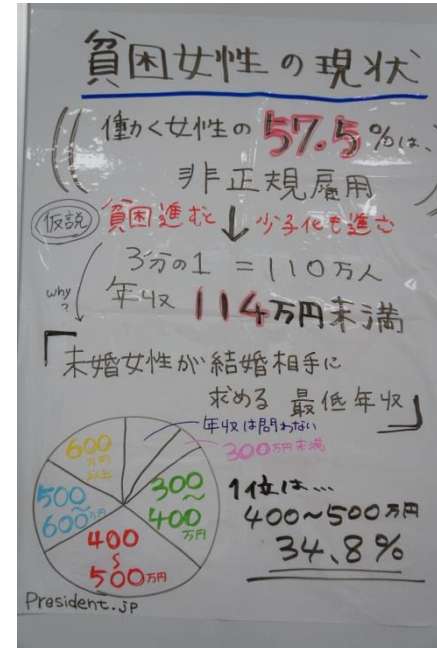 貧困女性の現状
働く女性の57.5%は、
非正規雇用
仮説 貧困進むと↓少子化も進む
3分の1 = 110万人
why?
年収 114万円未満
「未婚女性が結婚相手に
求める 最低年収」
年収は問わない
300万円未満
300~400万円
400~500万円
500~600万円
600万円以上
1位は…
400~500万円
34.8%
President.jp